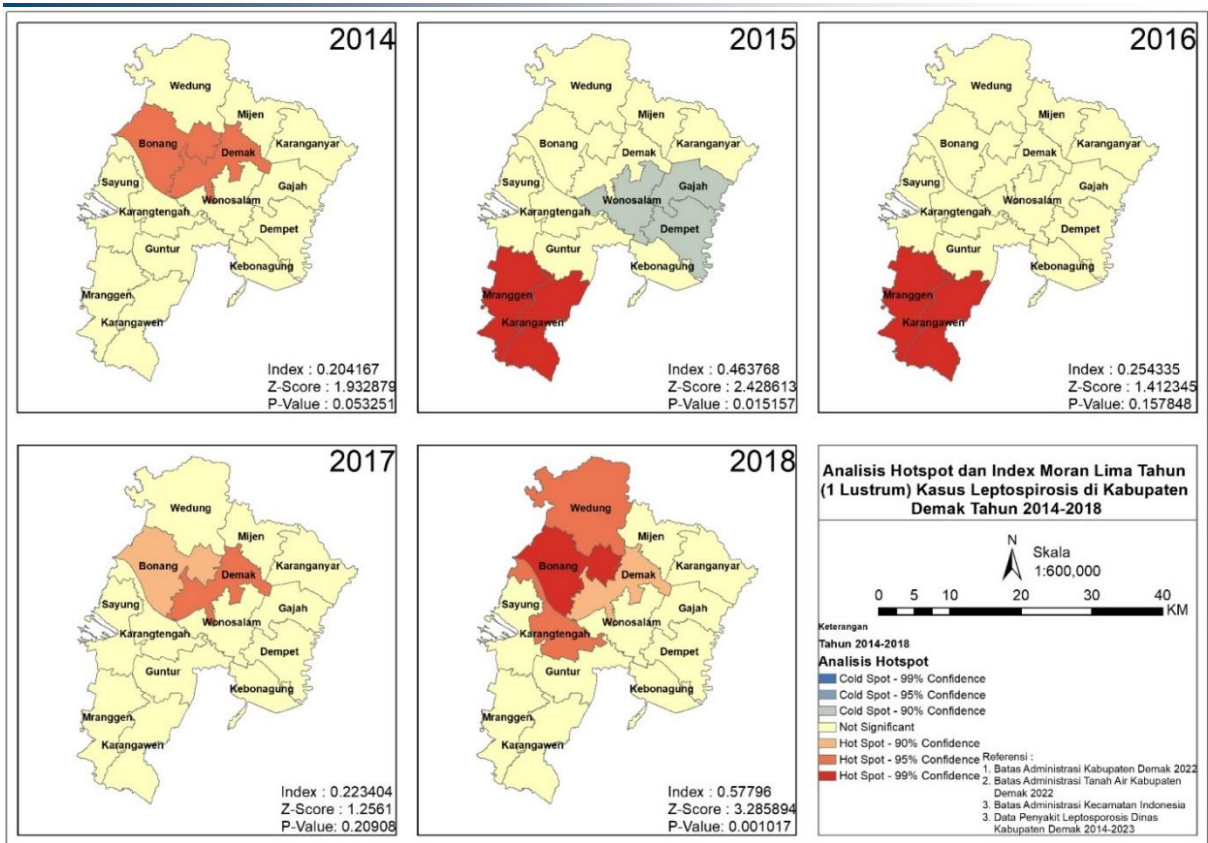 2014
Wedung
Mijen
Bonang
Demak
Karanganyar
Sayung
Gajah
Wonosalam
Karangtengah
Dempet
Guntur
Kebonagung
Mranggen
Karangawen
Index : 0.204167
Z-Score : 1.932879
P-Value : 0.053251
2015
Wedung
Mijen
Bonang
Demak
Karanganyar
Sayung
Gajah
Wonosalam
Karangtengah
Dempet
Guntur
Kebonagung
Mranggen
Karangawen
Index : 0.463768
Z-Score : 2.428613
P-Value : 0.015157
2016
Wedung
Mijen
Bonang
Demak
Karanganyar
Sayung
Gajah
Wonosalam
Karangtengah
Dempet
Guntur
Kebonagung
Mranggen
Karangawen
Index : 0.254335
Z-Score : 1.412345
P-Value : 0.157848
2017
Wedung
Mijen
Bonang
Demak
Karanganyar
Sayung
Gajah
Wonosalam
Karangtengah
Dempet
Guntur
Kebonagung
Mranggen
Karangawen
Index : 0.223404
Z-Score : 1.2561
P-Value: 0.20908
2018
Wedung
Mijen
Bonang
Demak
Karanganyar
Sayung
Gajah
Wonosalam
Karangtengah
Dempet
Guntur
Kebonagung
Mranggen
Karangawen
Index : 0.57796
Z-Score : 3.285894
P-Value : 0.001017
Analisis Hotspot dan Index Moran Lima Tahun
(1 Lustrum) Kasus Leptospirosis di Kabupaten
Demak Tahun 2014-2018
N
Skala
1:600,000
0 5 10 20 30 40
KM
Keterangan
Tahun 2014-2018
Analisis Hotspot
Cold Spot - 99% Confidence
Cold Spot - 95% Confidence
Cold Spot - 90% Confidence
Not Significant
Hot Spot - 90% Confidence
Hot Spot - 95% Confidence
Hot Spot - 99% Confidence
Referensi :
1. Batas Administrasi Kabupaten Demak 2022
2. Batas Administrasi Tanah Air Kabupaten
Demak 2022
3. Batas Administrasi Kecamatan Indonesia
3. Data Penyakit Leptosporosis Dinas
Kabupaten Demak 2014-2023